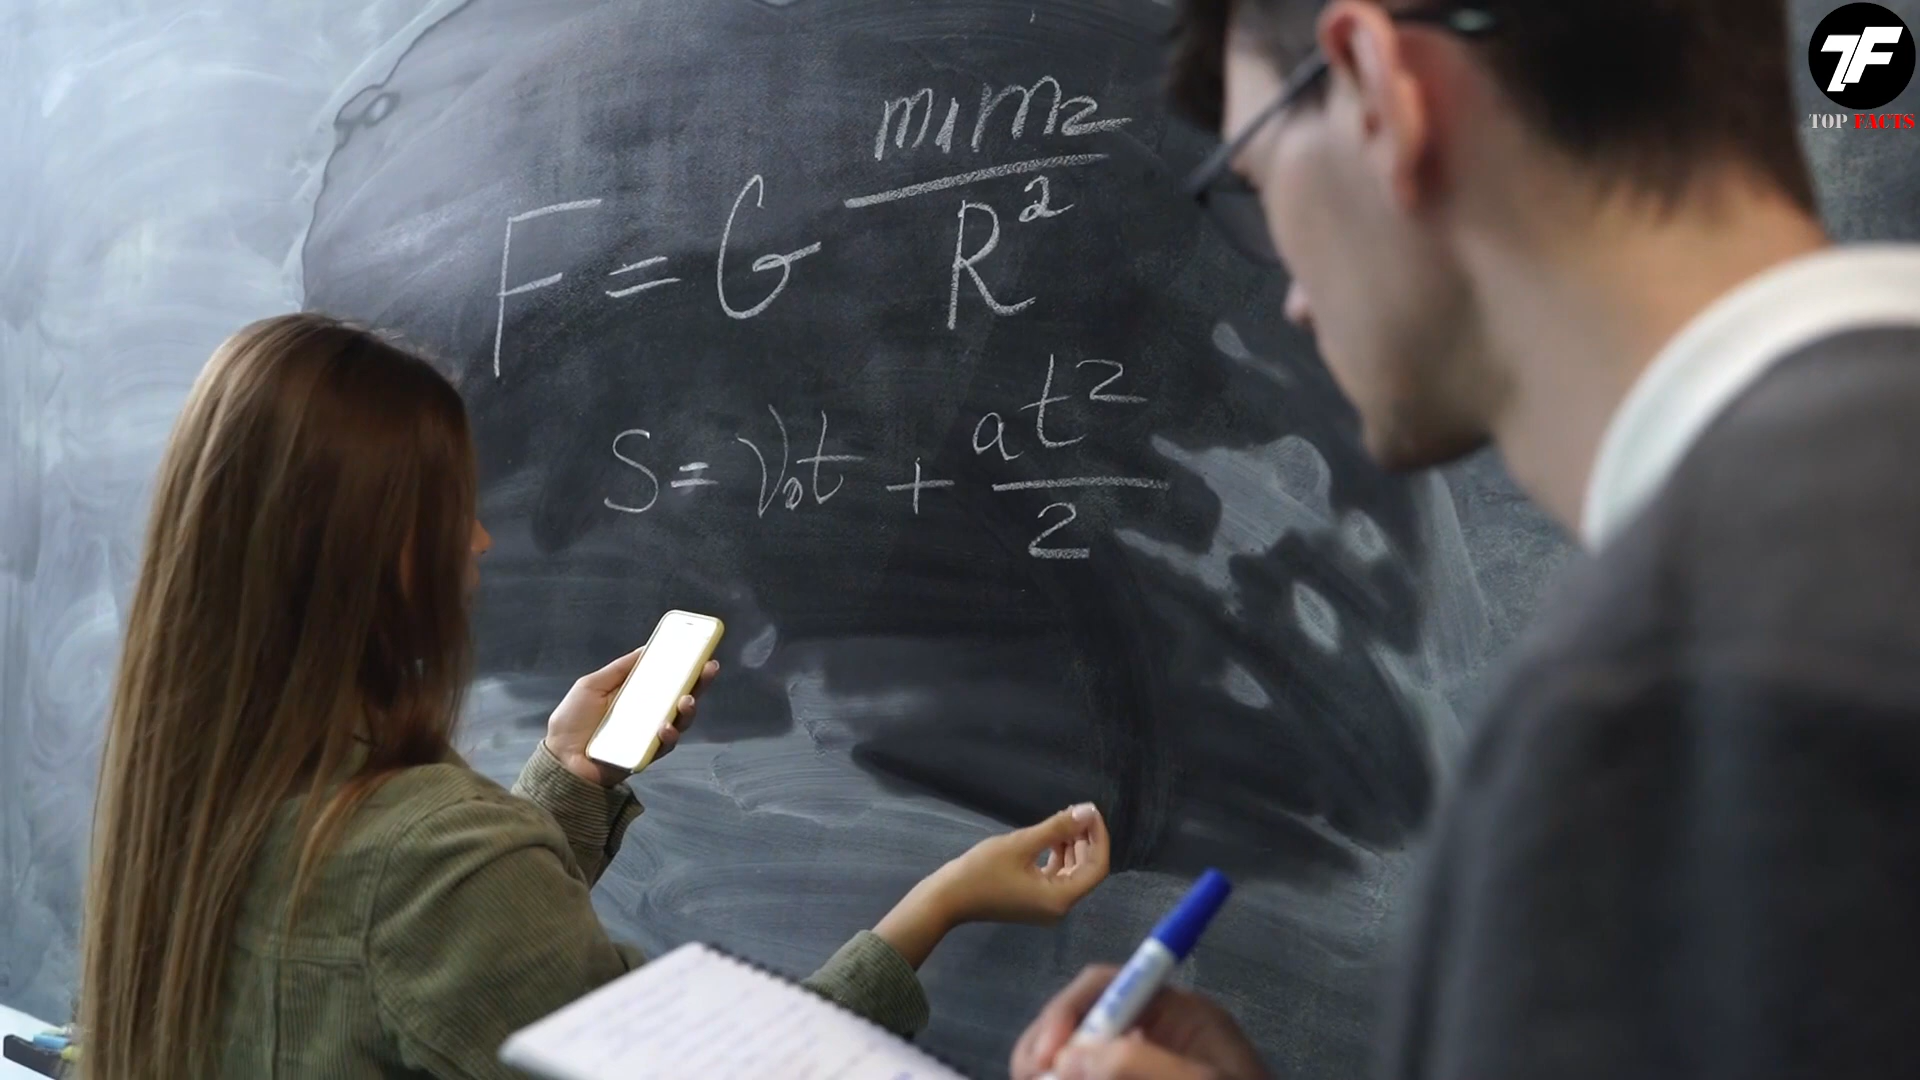 F = G m1m2 / R²
S = V₀t + at² / 2
TF
TOP FACTS